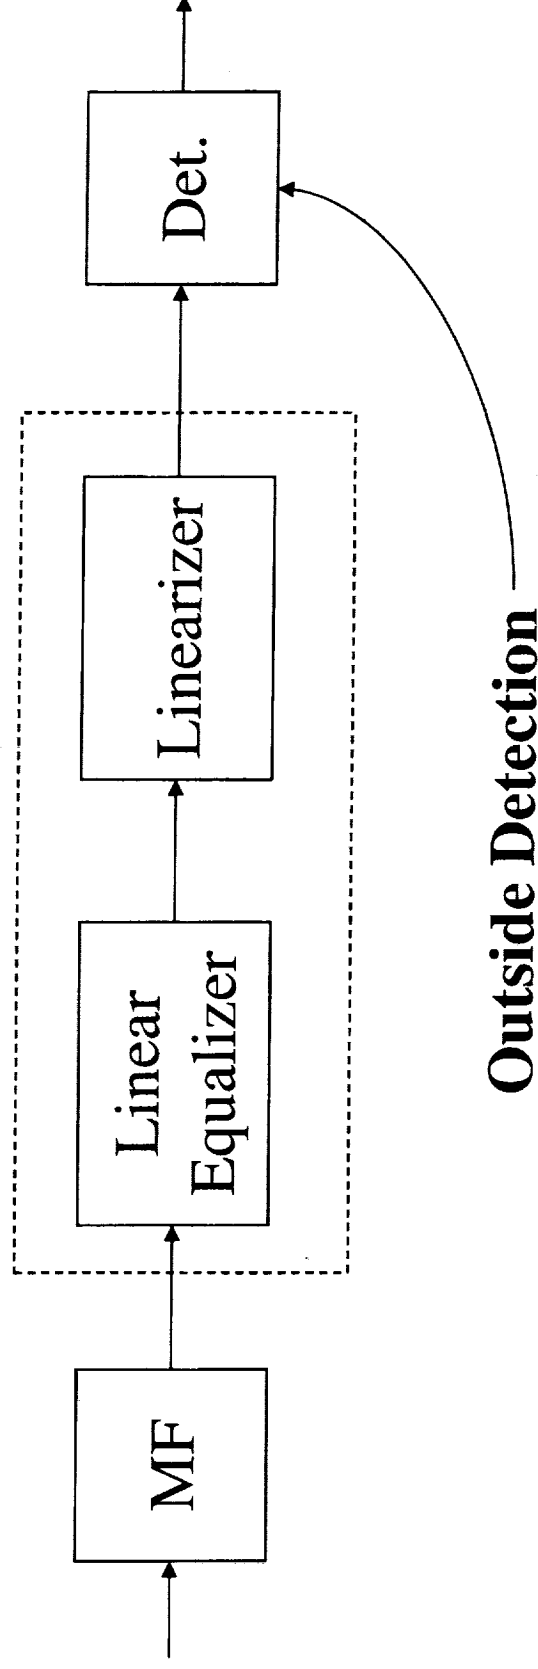 MF
Linear
Equalizer
Linearizer
Det.
Outside Detection